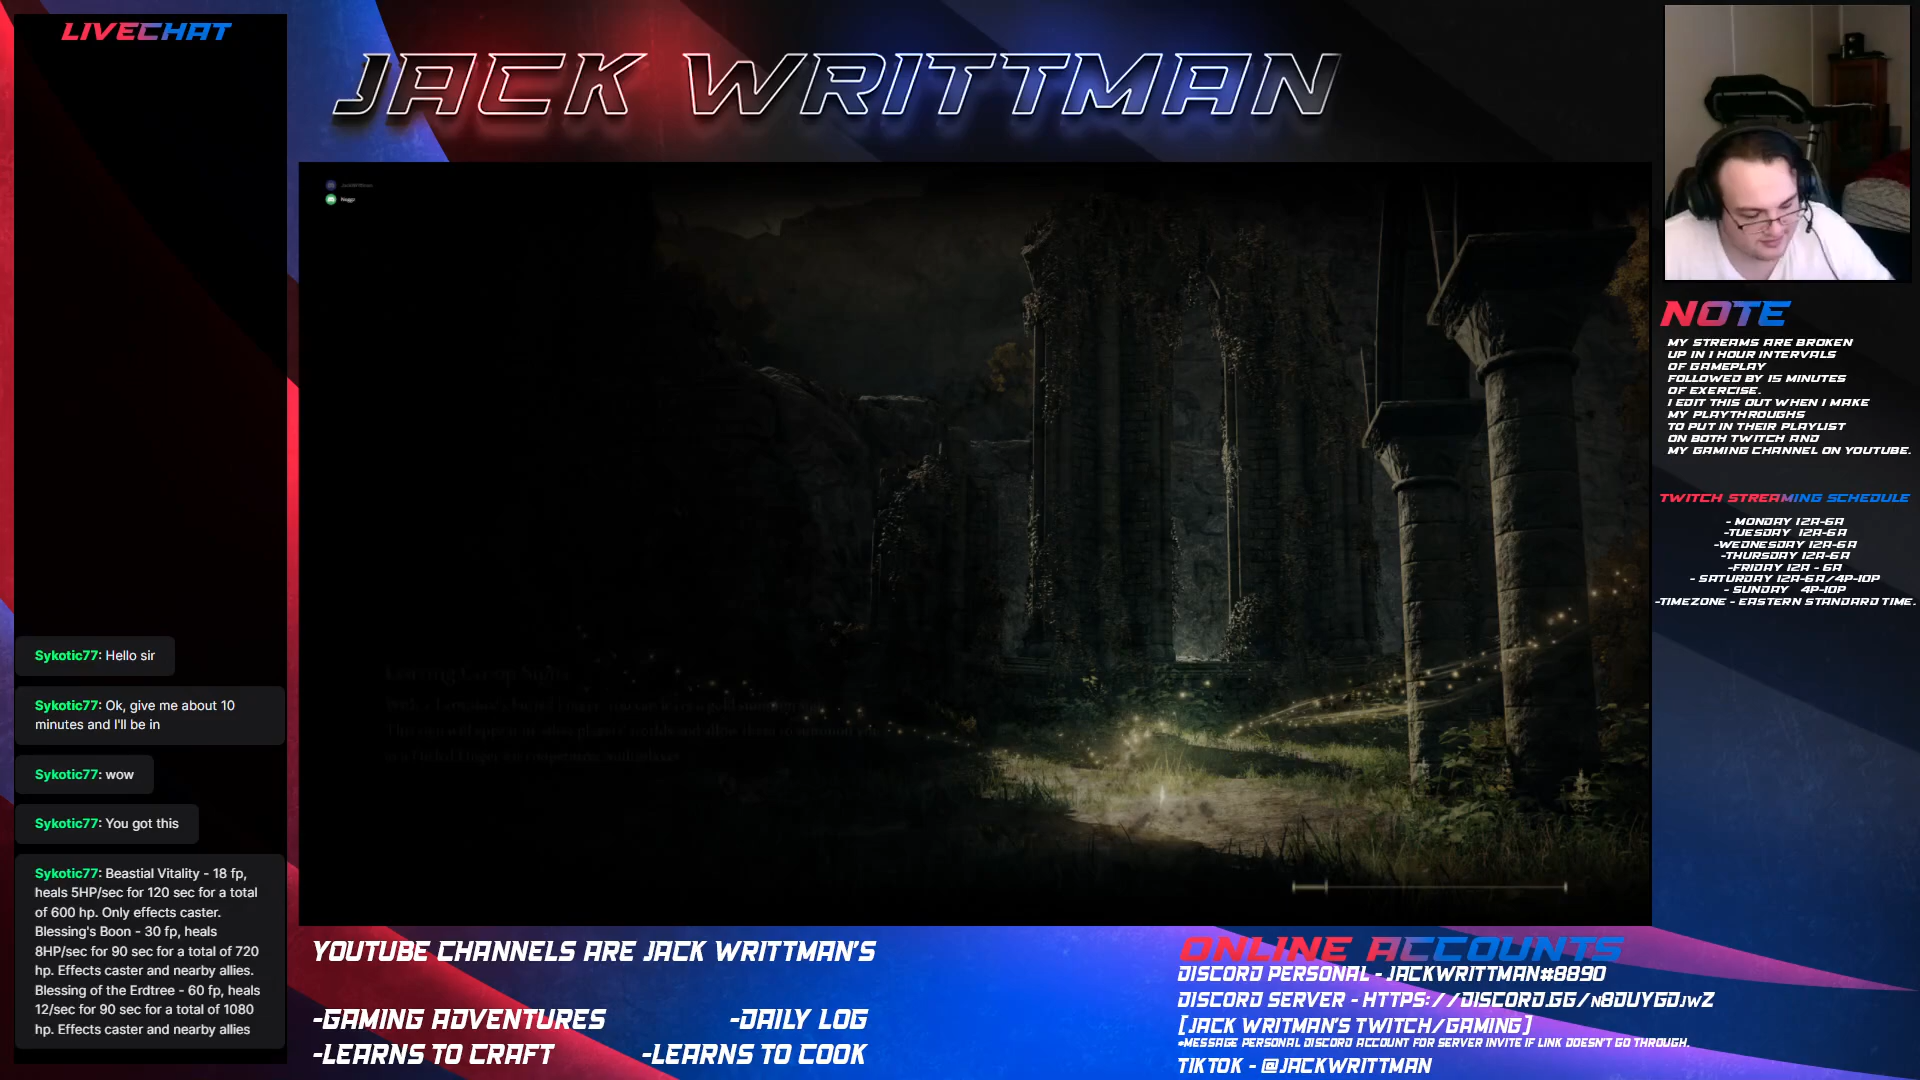 LIVECHAT
JACK WRITTMAN
JackWrittman
Noggz
Sykotic77: Hello sir
Sykotic77: Ok, give me about 10
minutes and I'll be in
Sykotic77: wow
Sykotic77: You got this
Sykotic77: Beastial Vitality - 18 fp,
heals 5HP/sec for 120 sec for a total
of 600 hp. Only effects caster.
Blessing's Boon - 30 fp, heals
8HP/sec for 90 sec for a total of 720
hp. Effects caster and nearby allies.
Blessing of the Erdtree - 60 fp, heals
12/sec for 90 sec for a total of 1080
hp. Effects caster and nearby allies
NOTE
MY STREAMS ARE BROKEN
UP IN 1 HOUR INTERVALS
OF GAMEPLAY
FOLLOWED BY 15 MINUTES
OF EXERCISE.
I EDIT THIS OUT WHEN I MAKE
MY PLAYTHROUGHS
TO PUT IN THEIR PLAYLIST
ON BOTH TWITCH AND
MY GAMING CHANNEL ON YOUTUBE.
TWITCH STREAMING SCHEDULE
- MONDAY 12A-6A
-TUESDAY 12A-6A
-WEDNESDAY 12A-6A
-THURSDAY 12A-6A
-FRIDAY 12A - 6A
- SATURDAY 12A-6A/4P-10P
- SUNDAY 4P-10P
-TIMEZONE - EASTERN STANDARD TIME.
YOUTUBE CHANNELS ARE JACK WRITTMAN'S
-GAMING ADVENTURES -DAILY LOG
-LEARNS TO CRAFT -LEARNS TO COOK
ONLINE ACCOUNTS
DISCORD PERSONAL - JACKWRITTMAN#8890
DISCORD SERVER - HTTPS://DISCORD.GG/N8DUYGDJWZ
[JACK WRITMAN'S TWITCH/GAMING]
*MESSAGE PERSONAL DISCORD ACCOUNT FOR SERVER INVITE IF LINK DOESN'T GO THROUGH.
TIKTOK - @JACKWRITTMAN